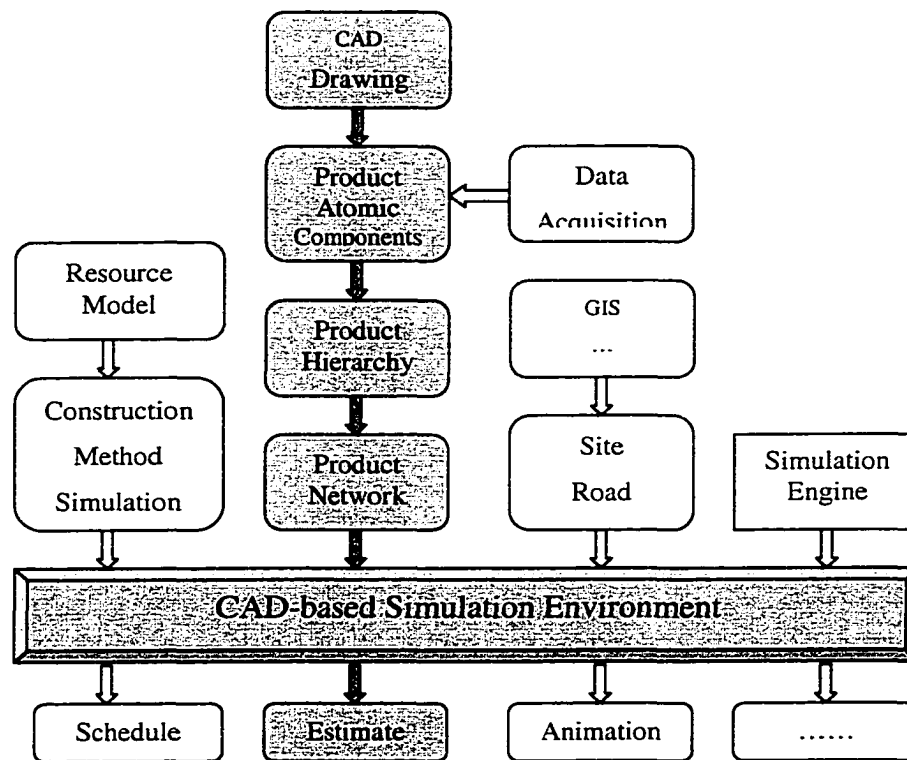 CAD
Drawing
Product
Atomic
Components
Data
Acquisition
Resource
Model
Product
Hierarchy
GIS
...
Construction
Method
Simulation
Product
Network
Site
Road
Simulation
Engine
CAD-based Simulation Environment
Schedule
Estimate
Animation
......